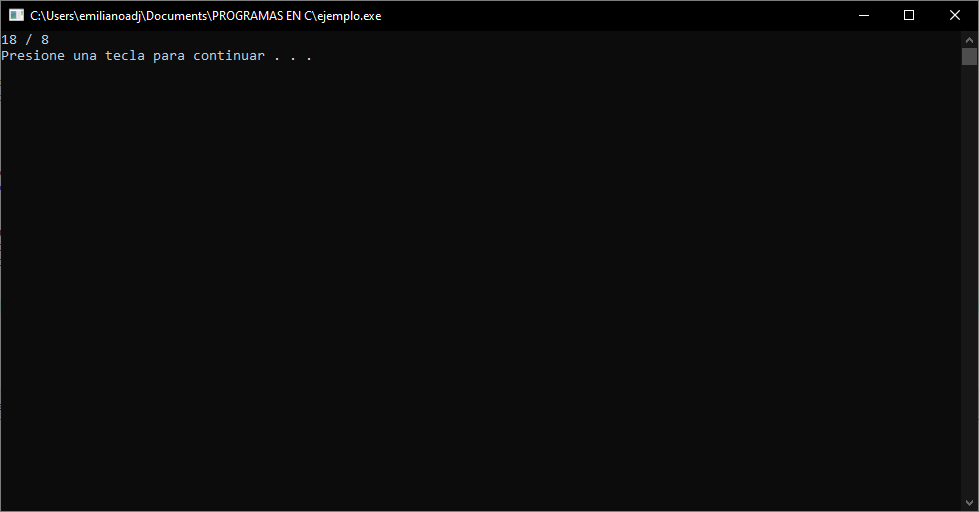 C:\Users\emilianoadj\Documents\PROGRAMAS EN C\ejemplo.exe
18 / 8
Presione una tecla para continuar . . .